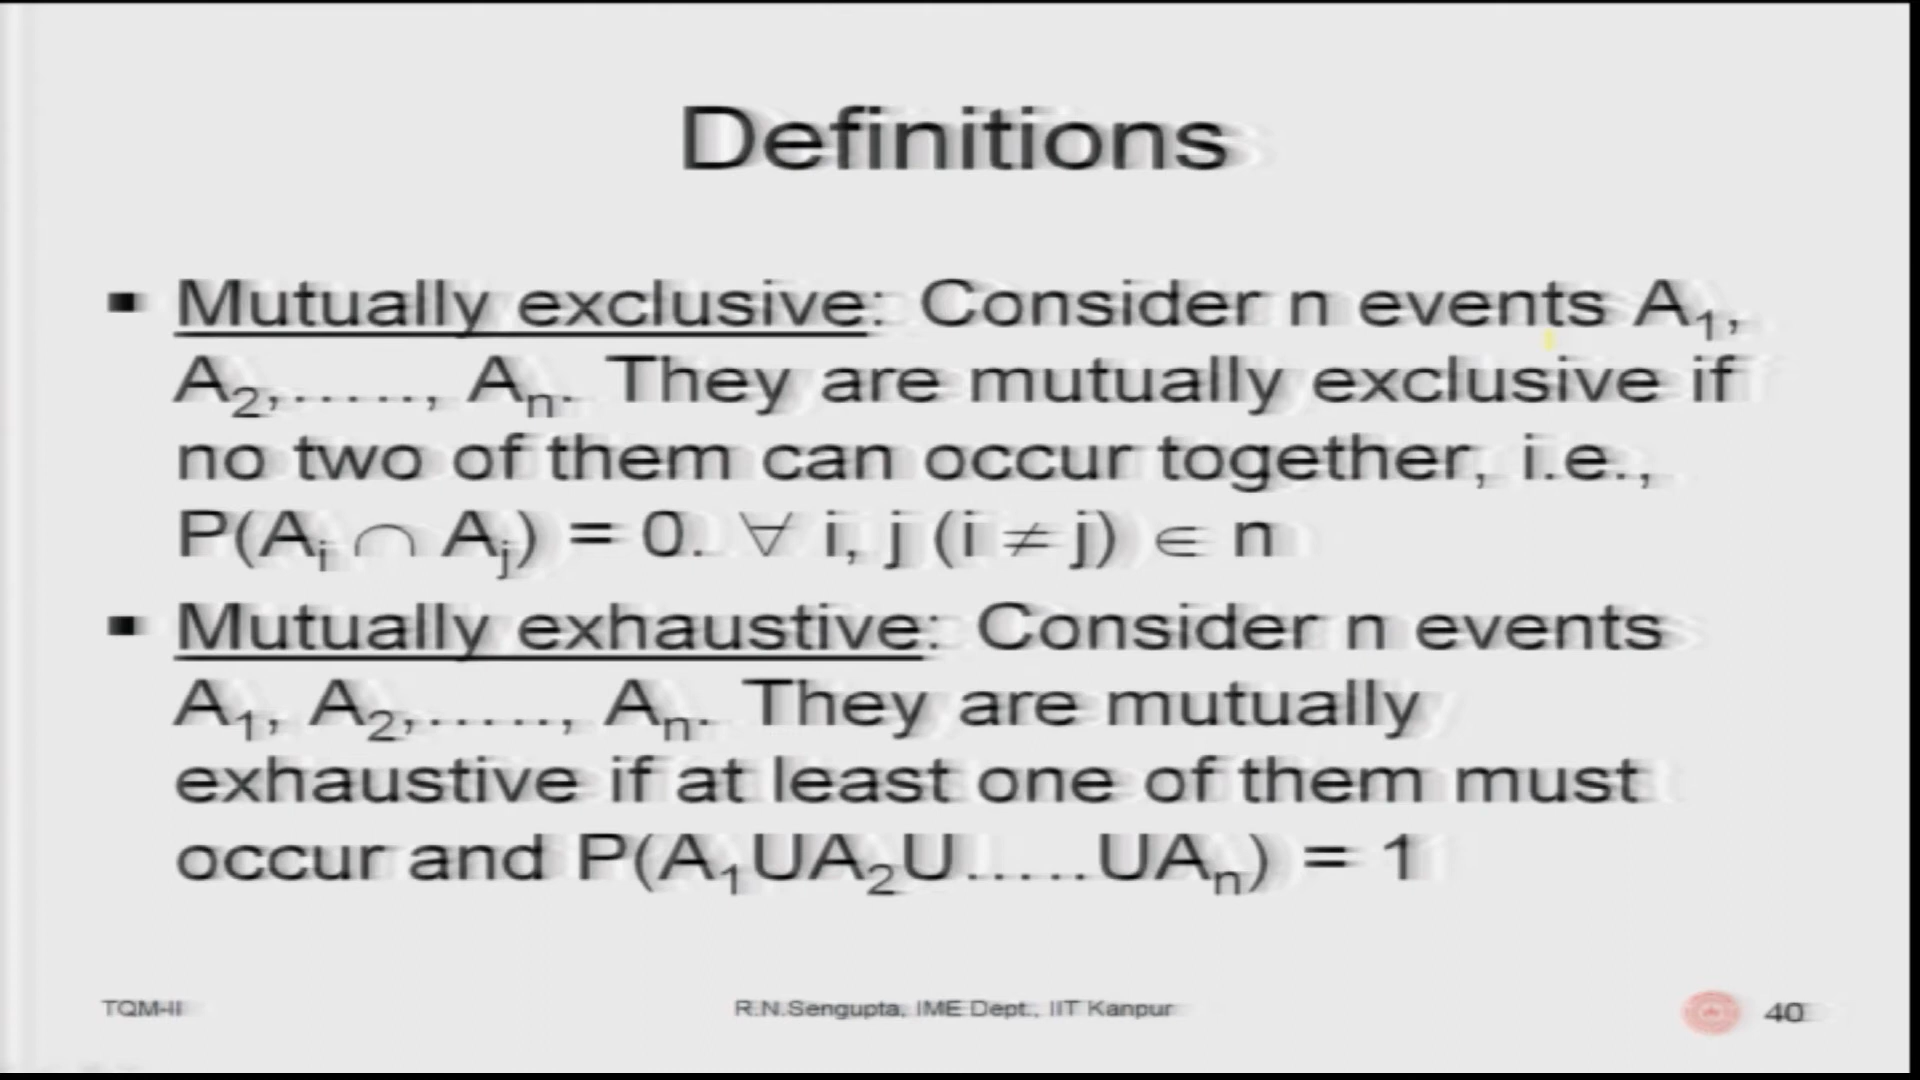 Definitions
▪ Mutually exclusive: Consider n events A₁,
A₂,....., Aₙ. They are mutually exclusive if
no two of them can occur together, i.e.,
P(Aᵢ ∩ Aⱼ) = 0. ∀ i, j (i ≠ j) ∈ n
▪ Mutually exhaustive: Consider n events
A₁, A₂,....., Aₙ. They are mutually
exhaustive if at least one of them must
occur and P(A₁UA₂U.....UAₙ) = 1
TQM-II
R.N.Sengupta, IME Dept., IIT Kanpur
40